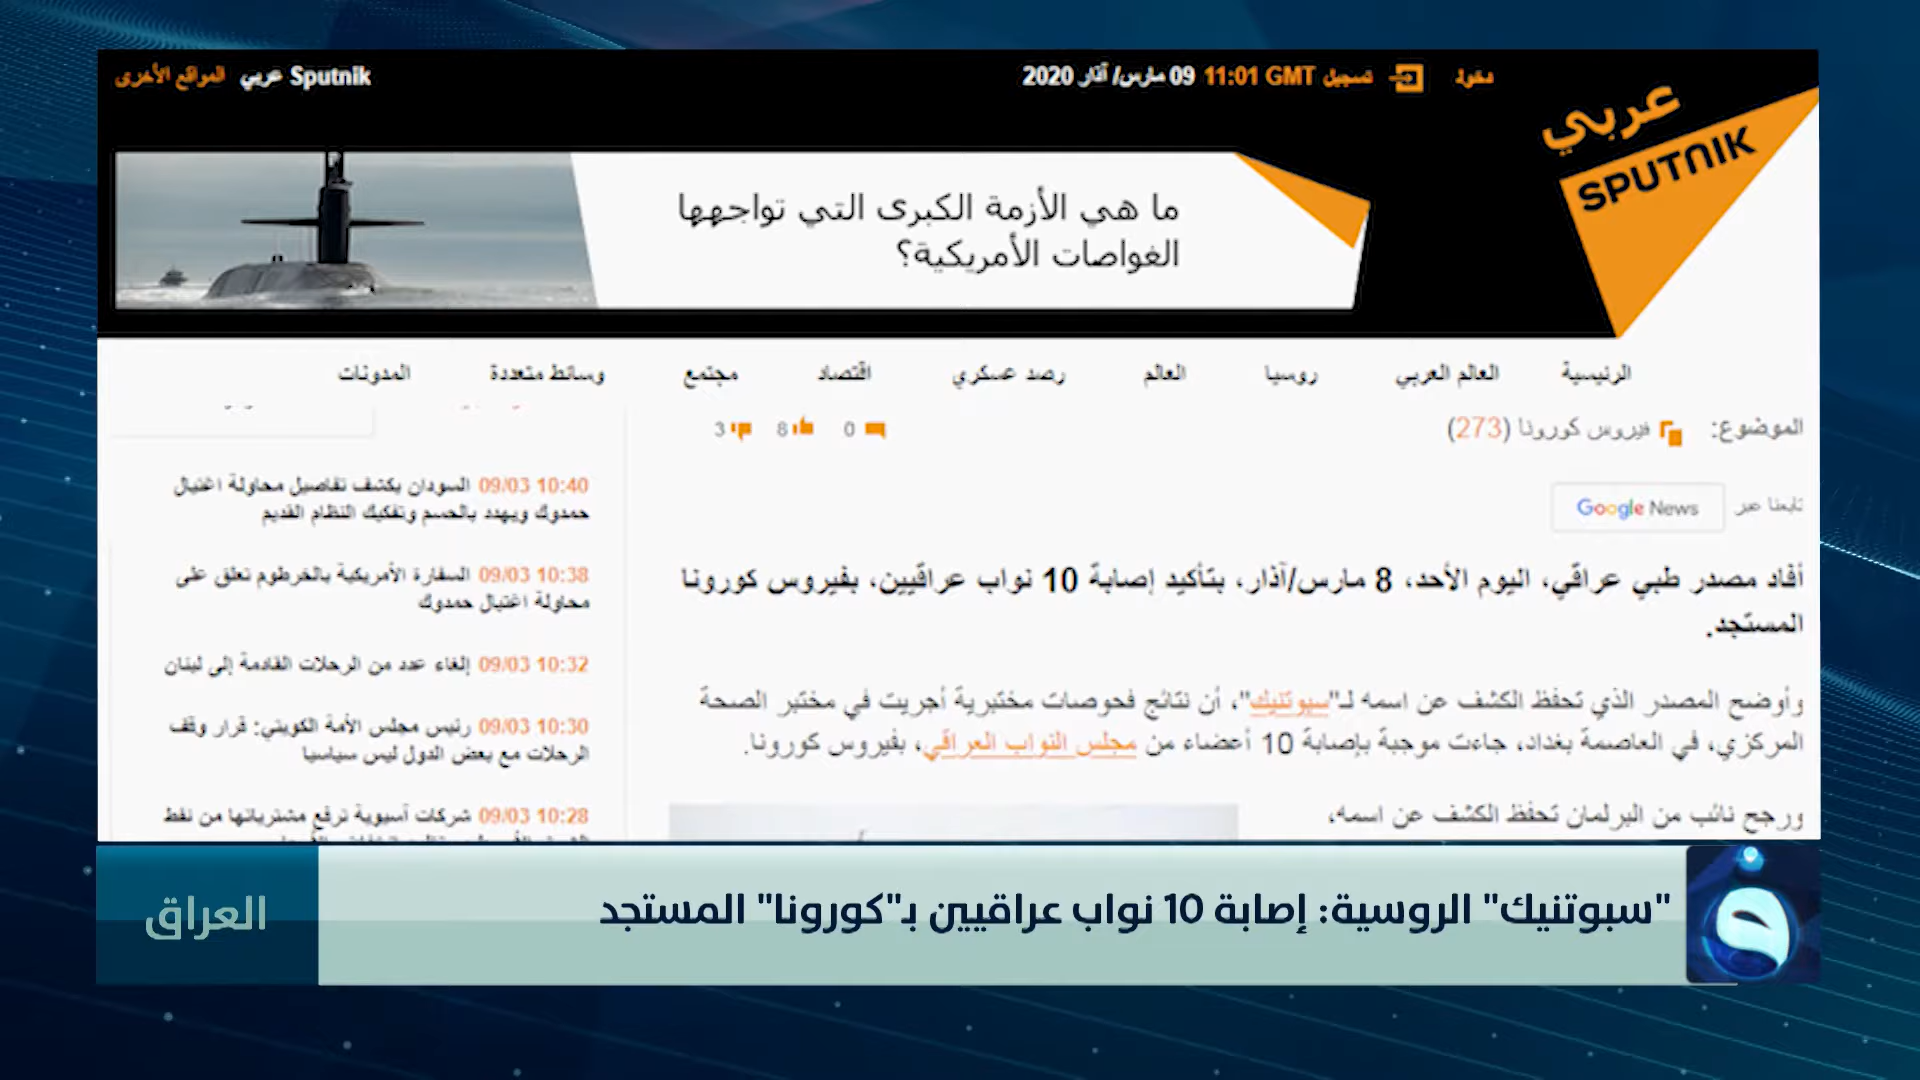 دخول تسجيل 11:01 GMT 09 مارس/ آذار 2020
Sputnik عربي المواقع الأخرى
عربي
SPUTNIK
ما هي الأزمة الكبرى التي تواجهها
الغواصات الأمريكية؟
الرئيسية العالم العربي روسيا العالم رصد عسكري اقتصاد مجتمع وسائط متعددة المدونات
الموضوع: فيروس كورونا (273)
0 8 3
تابعنا عبر Google News
أفاد مصدر طبي عراقي، اليوم الأحد، 8 مارس/آذار، بتأكيد إصابة 10 نواب عراقيين، بفيروس كورونا
المستجد.
وأوضح المصدر الذي تحفظ الكشف عن اسمه لـ"سبوتنيك"، أن نتائج فحوصات مختبرية أجريت في مختبر الصحة
المركزي، في العاصمة بغداد، جاءت موجبة بإصابة 10 أعضاء من مجلس النواب العراقي، بفيروس كورونا.
ورجح نائب من البرلمان تحفظ الكشف عن اسمه،
09/03 10:40 السودان يكشف تفاصيل محاولة اغتيال
حمدوك ويهدد بالحسم وتفكيك النظام القديم
09/03 10:38 السفارة الأمريكية بالخرطوم تعلق على
محاولة اغتيال حمدوك
09/03 10:32 إلغاء عدد من الرحلات القادمة إلى لبنان
09/03 10:30 رئيس مجلس الأمة الكويتي: قرار وقف
الرحلات مع بعض الدول ليس سياسيا
09/03 10:28 شركات آسيوية ترفع مشترياتها من نفط
"سبوتنيك" الروسية: إصابة 10 نواب عراقيين بـ"كورونا" المستجد
العراق